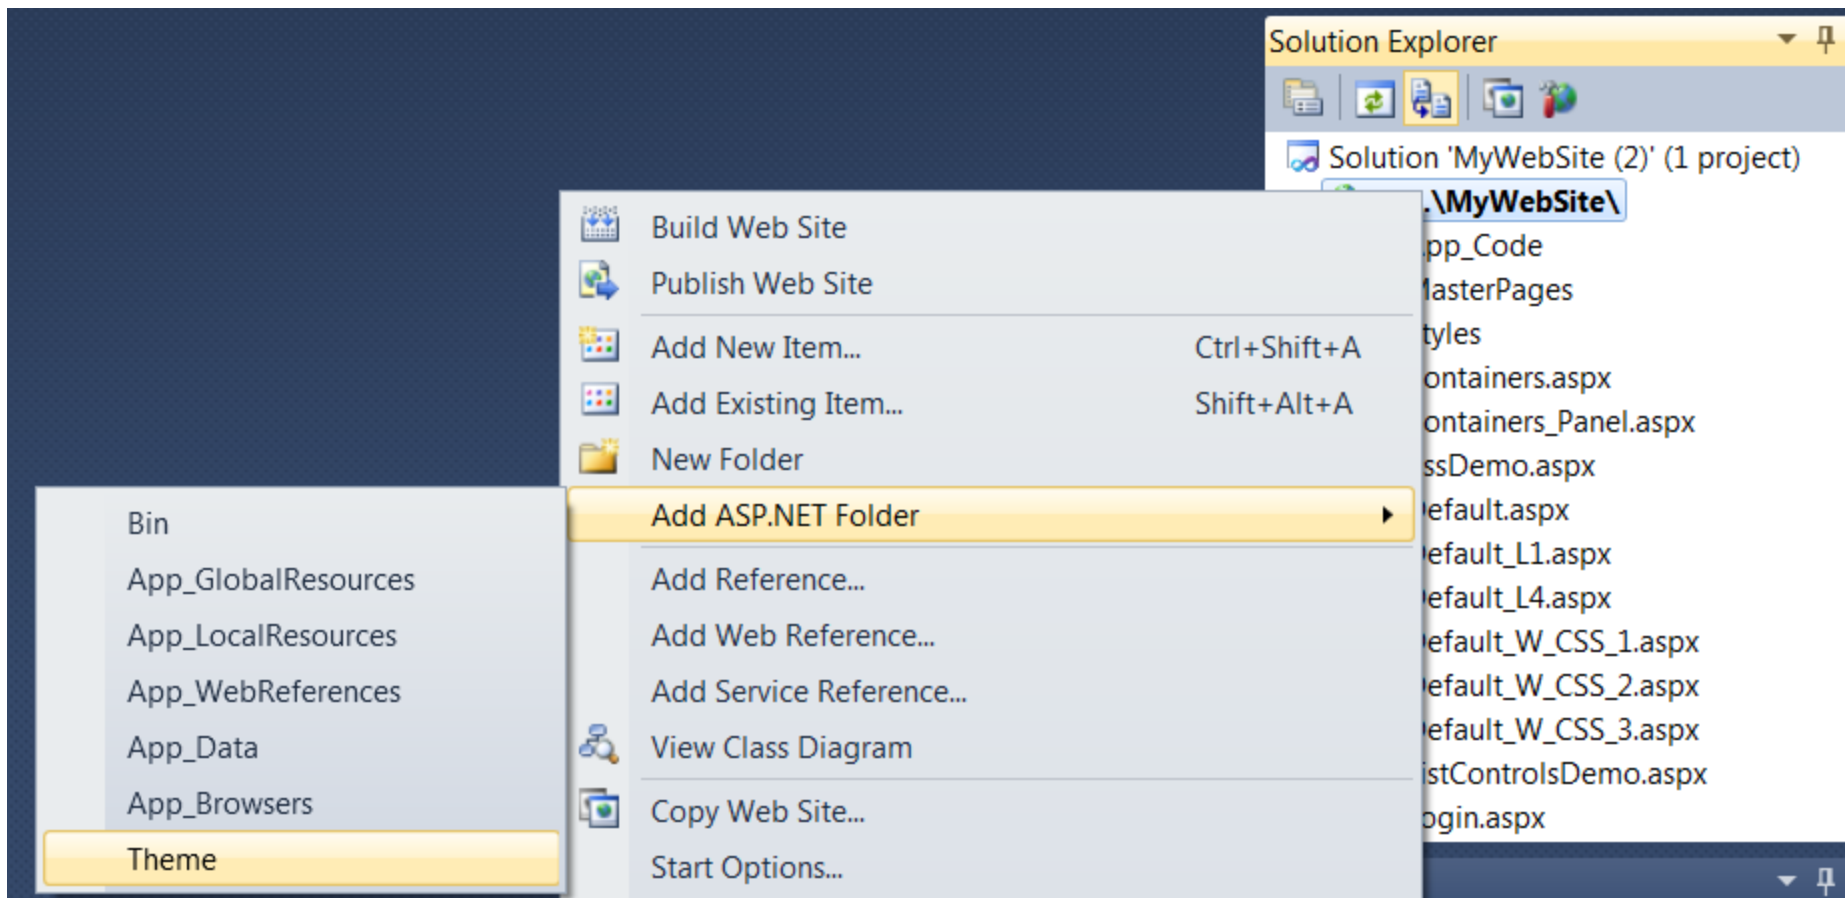 Solution Explorer
Solution 'MyWebSite (2)' (1 project)
.\MyWebSite\
pp_Code
MasterPages
tyles
ontainers.aspx
ontainers_Panel.aspx
ssDemo.aspx
efault.aspx
efault_L1.aspx
efault_L4.aspx
efault_W_CSS_1.aspx
efault_W_CSS_2.aspx
efault_W_CSS_3.aspx
istControlsDemo.aspx
ogin.aspx
Build Web Site
Publish Web Site
Add New Item... Ctrl+Shift+A
Add Existing Item... Shift+Alt+A
New Folder
Add ASP.NET Folder
Add Reference...
Add Web Reference...
Add Service Reference...
View Class Diagram
Copy Web Site...
Start Options...
Bin
App_GlobalResources
App_LocalResources
App_WebReferences
App_Data
App_Browsers
Theme